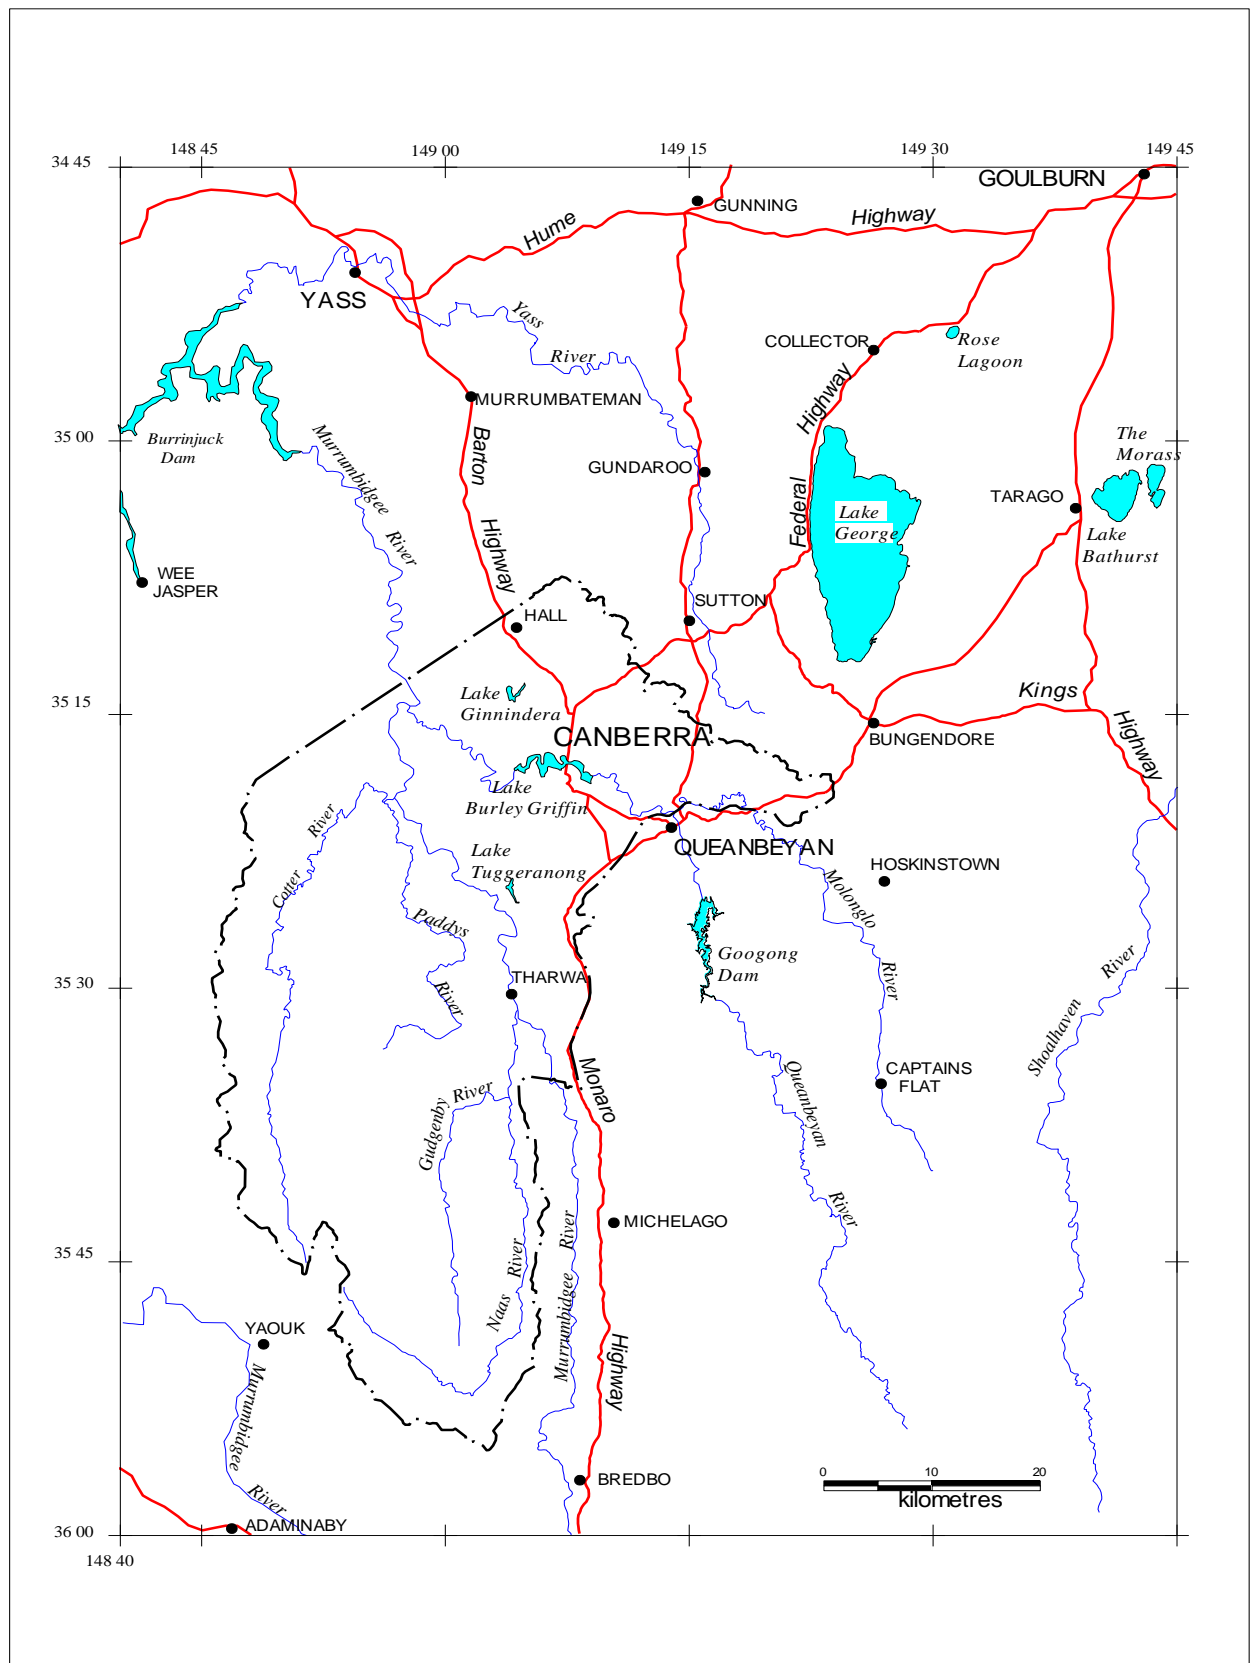 148 45
149 00
149 15
149 30
149 45
34 45
GOULBURN
GUNNING
Hume
Highway
YASS
Yass
River
COLLECTOR
Rose
Lagoon
Highway
MURRUMBATEMAN
35 00
Burrinjuck
Dam
Murrumbidgee
River
Barton
Highway
GUNDAROO
Federal
Lake
George
The
Morass
TARAGO
Lake
Bathurst
WEE
JASPER
HALL
SUTTON
Lake
Ginnindera
35 15
CANBERRA
Kings
Highway
BUNGENDORE
Lake
Burley Griffin
Cotter
River
Lake
Tuggeranong
QUEANBEYAN
HOSKINSTOWN
Molonglo
River
Paddys
River
Googong
Dam
THARWA
35 30
Shoalhaven
River
CAPTAINS
FLAT
Monaro
Highway
Queanbeyan
River
Gudgenby
River
MICHELAGO
35 45
Naas
River
Murrumbidgee
River
YAOUK
Murrumbidgee
River
BREDBO
0
10
20
kilometres
ADAMINABY
36 00
148 40